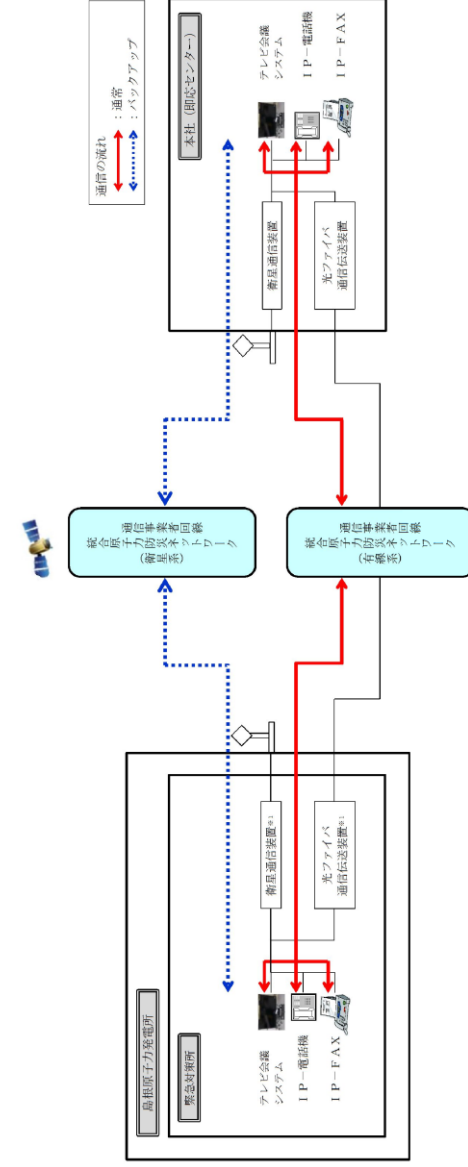 通信の流れ
：通常
：バックアップ
島根原子力発電所
緊急対策所
テレビ会議
システム
ＩＰ－電話機
ＩＰ－ＦＡＸ
衛星通信装置※1
光ファイバ
通信伝送装置※1
通信事業者回線
統合原子力防災ネットワーク
(衛星系)
通信事業者回線
統合原子力防災ネットワーク
(有線系)
本社（即応センター）
衛星通信装置
光ファイバ
通信伝送装置
テレビ会議
システム
ＩＰ－電話機
ＩＰ－ＦＡＸ